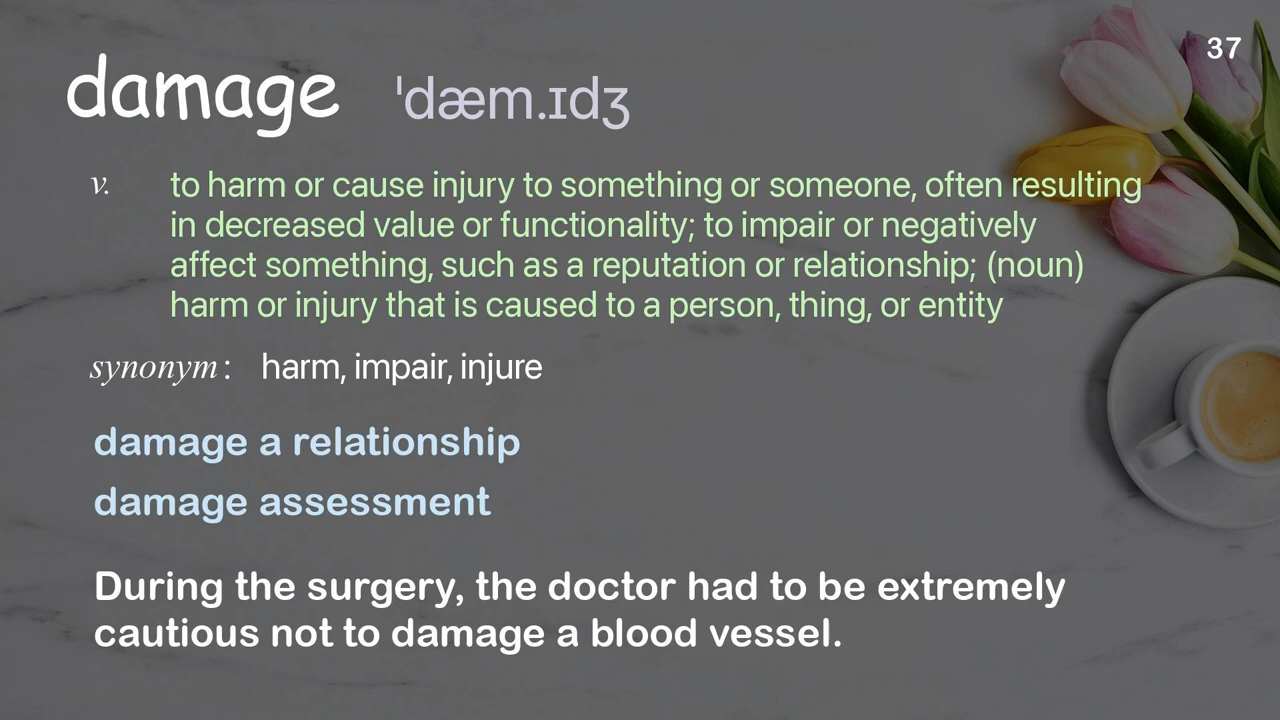 37
damage ˈdæm.ɪdʒ
v. to harm or cause injury to something or someone, often resulting
in decreased value or functionality; to impair or negatively
affect something, such as a reputation or relationship; (noun)
harm or injury that is caused to a person, thing, or entity
synonym: harm, impair, injure
damage a relationship
damage assessment
During the surgery, the doctor had to be extremely
cautious not to damage a blood vessel.